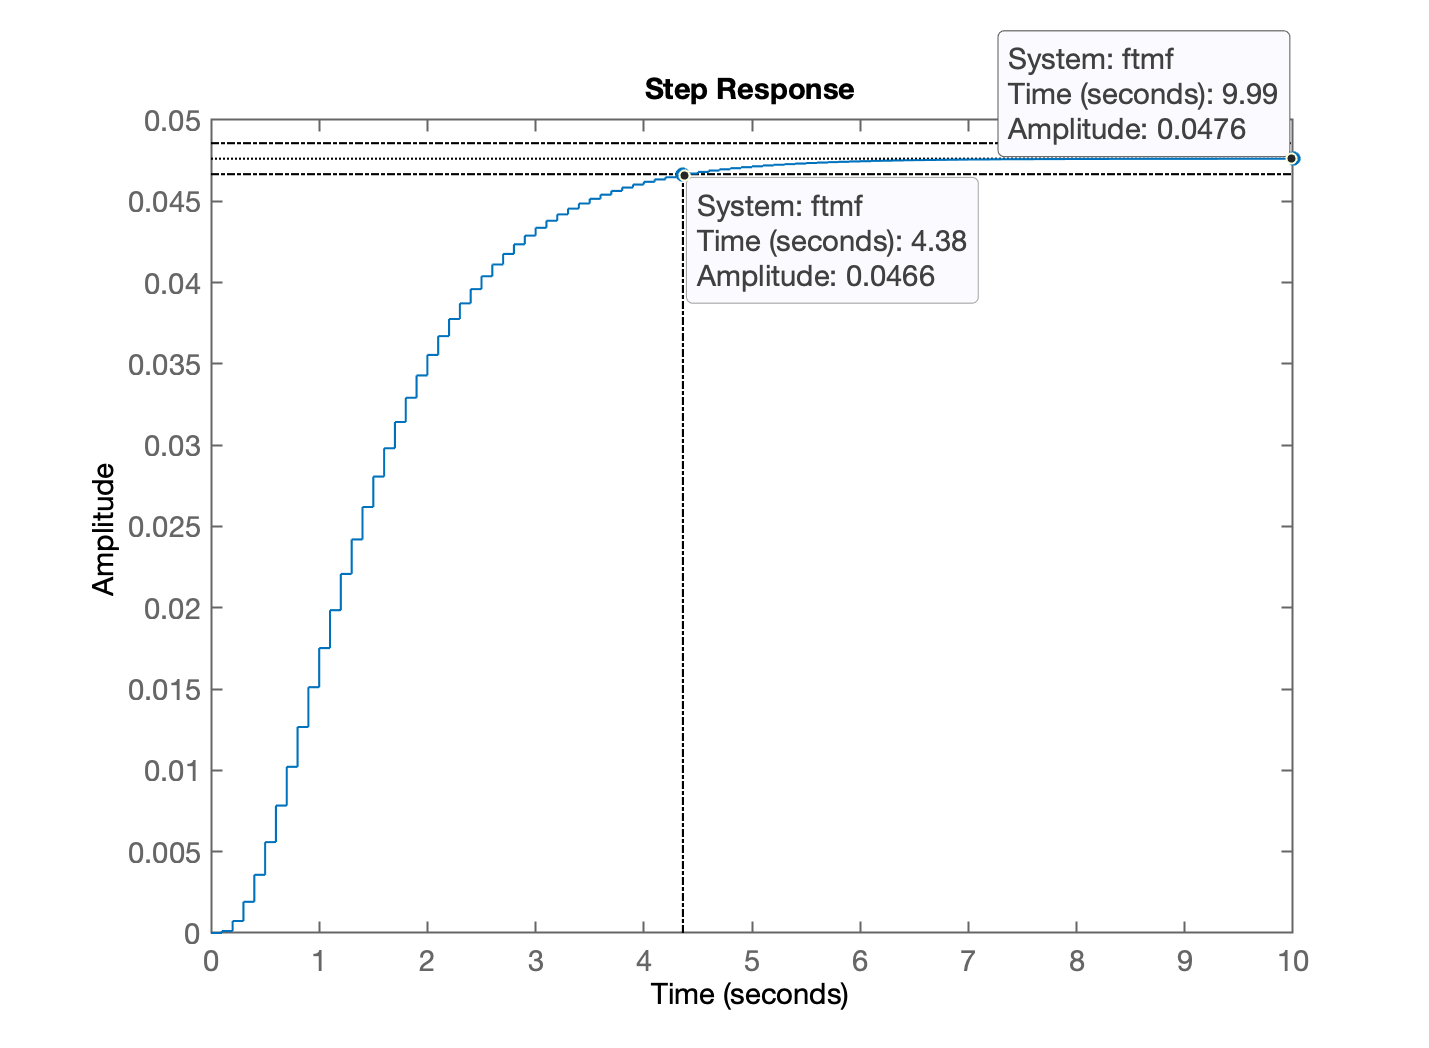 System: ftmf
Time (seconds): 9.99
Amplitude: 0.0476
Step Response
0.05
0.045
0.04
0.035
0.03
0.025
0.02
0.015
0.01
0.005
0
Amplitude
System: ftmf
Time (seconds): 4.38
Amplitude: 0.0466
0 1 2 3 4 5 6 7 8 9 10
Time (seconds)